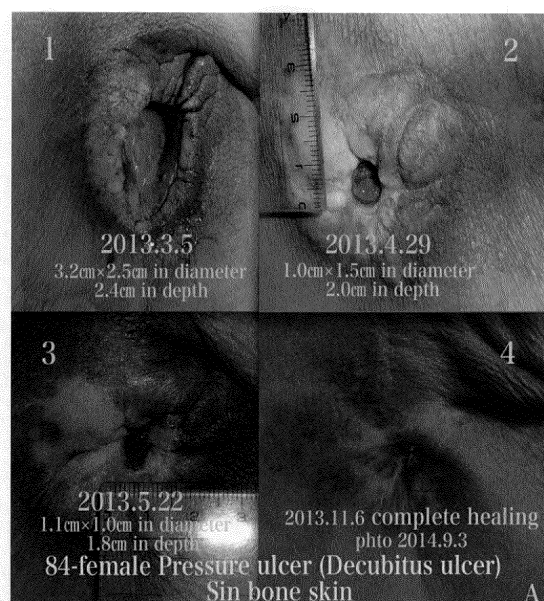 1
2013.3.5
3.2cm×2.5cm in diameter
2.4cm in depth
2
2013.4.29
1.0cm×1.5cm in diameter
2.0cm in depth
3
2013.5.22
1.1cm×1.0cm in diameter
1.8cm in depth
4
2013.11.6 complete healing
phto 2014.9.3
84-female Pressure ulcer (Decubitus ulcer)
Sin bone skin
A